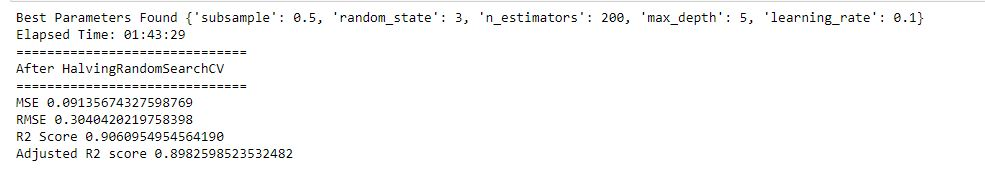 Best Parameters Found {'subsample': 0.5, 'random_state': 3, 'n_estimators': 200, 'max_depth': 5, 'learning_rate': 0.1}
Elapsed Time: 01:43:29
==============================
After HalvingRandomSearchCV
==============================
MSE 0.09135674327598769
RMSE 0.3040420219758398
R2 Score 0.9060954954564190
Adjusted R2 score 0.8982598523532482